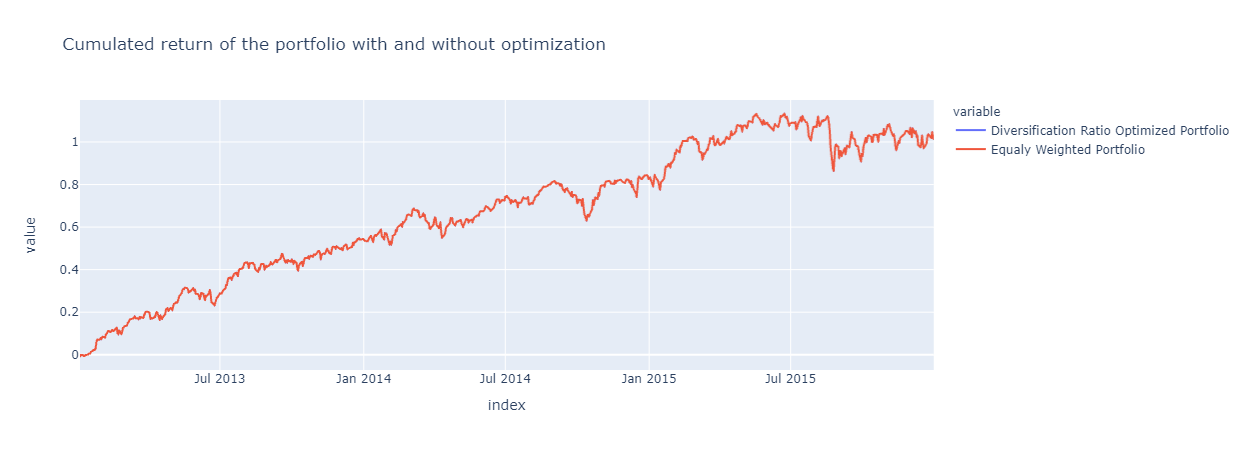 Cumulated return of the portfolio with and without optimization
variable
Diversification Ratio Optimized Portfolio
Equaly Weighted Portfolio
value
1
0.8
0.6
0.4
0.2
0
Jul 2013
Jan 2014
Jul 2014
Jan 2015
Jul 2015
index